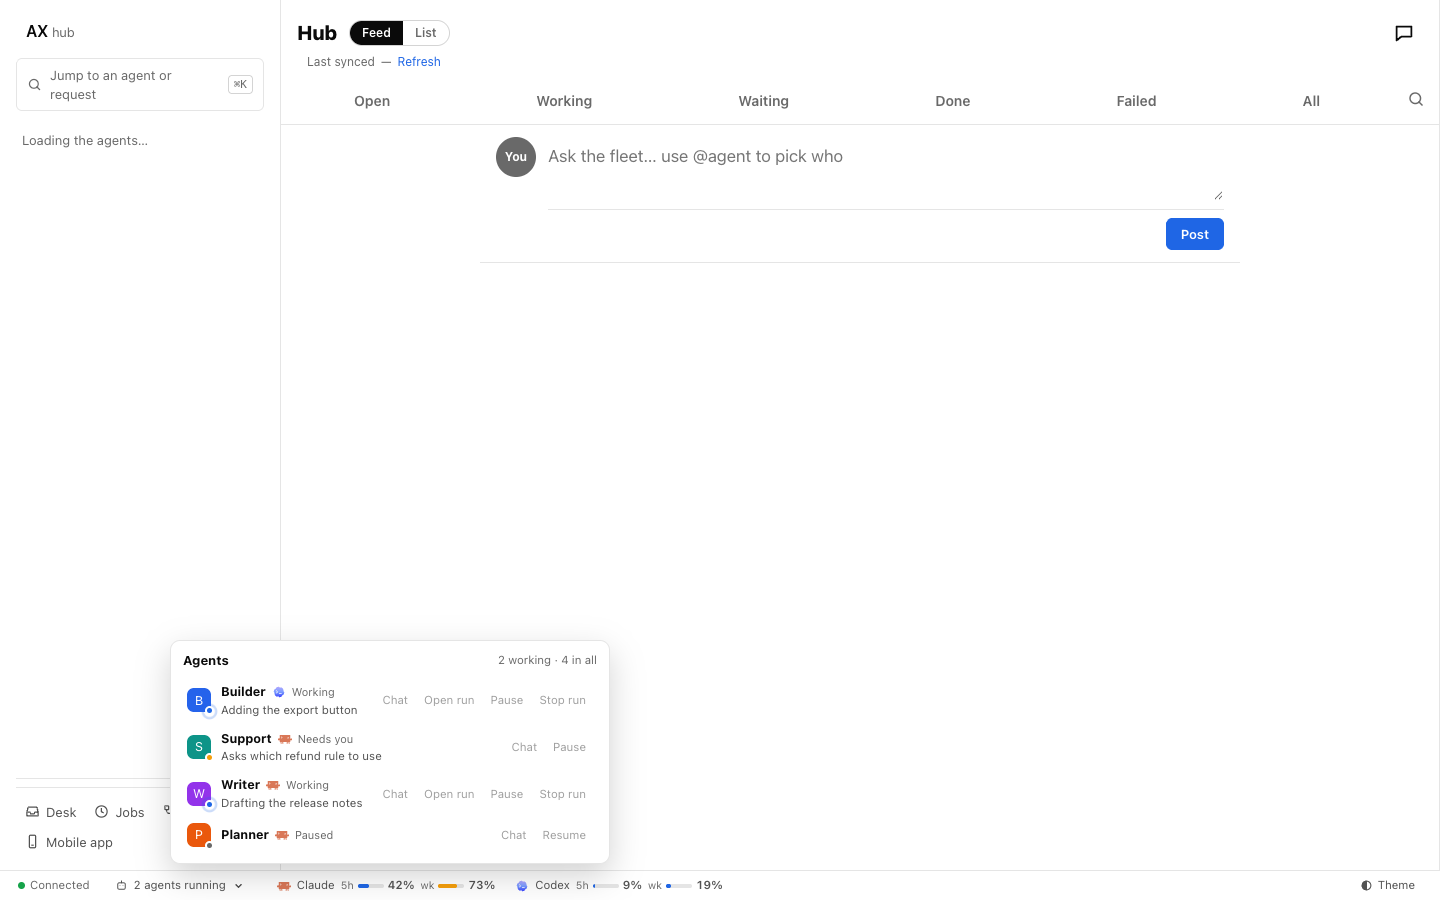 AX hub
Jump to an agent or
request
⌘K
Loading the agents…
Desk
Jobs
Mobile app
Hub
Feed
List
Last synced — Refresh
Open
Working
Waiting
Done
Failed
All
You
Ask the fleet… use @agent to pick who
Post
Agents
2 working · 4 in all
B
Builder Working
Adding the export button
Chat
Open run
Pause
Stop run
S
Support Needs you
Asks which refund rule to use
Chat
Pause
W
Writer Working
Drafting the release notes
Chat
Open run
Pause
Stop run
P
Planner Paused
Chat
Resume
Connected
2 agents running
Claude 5h 42% wk 73%
Codex 5h 9% wk 19%
Theme